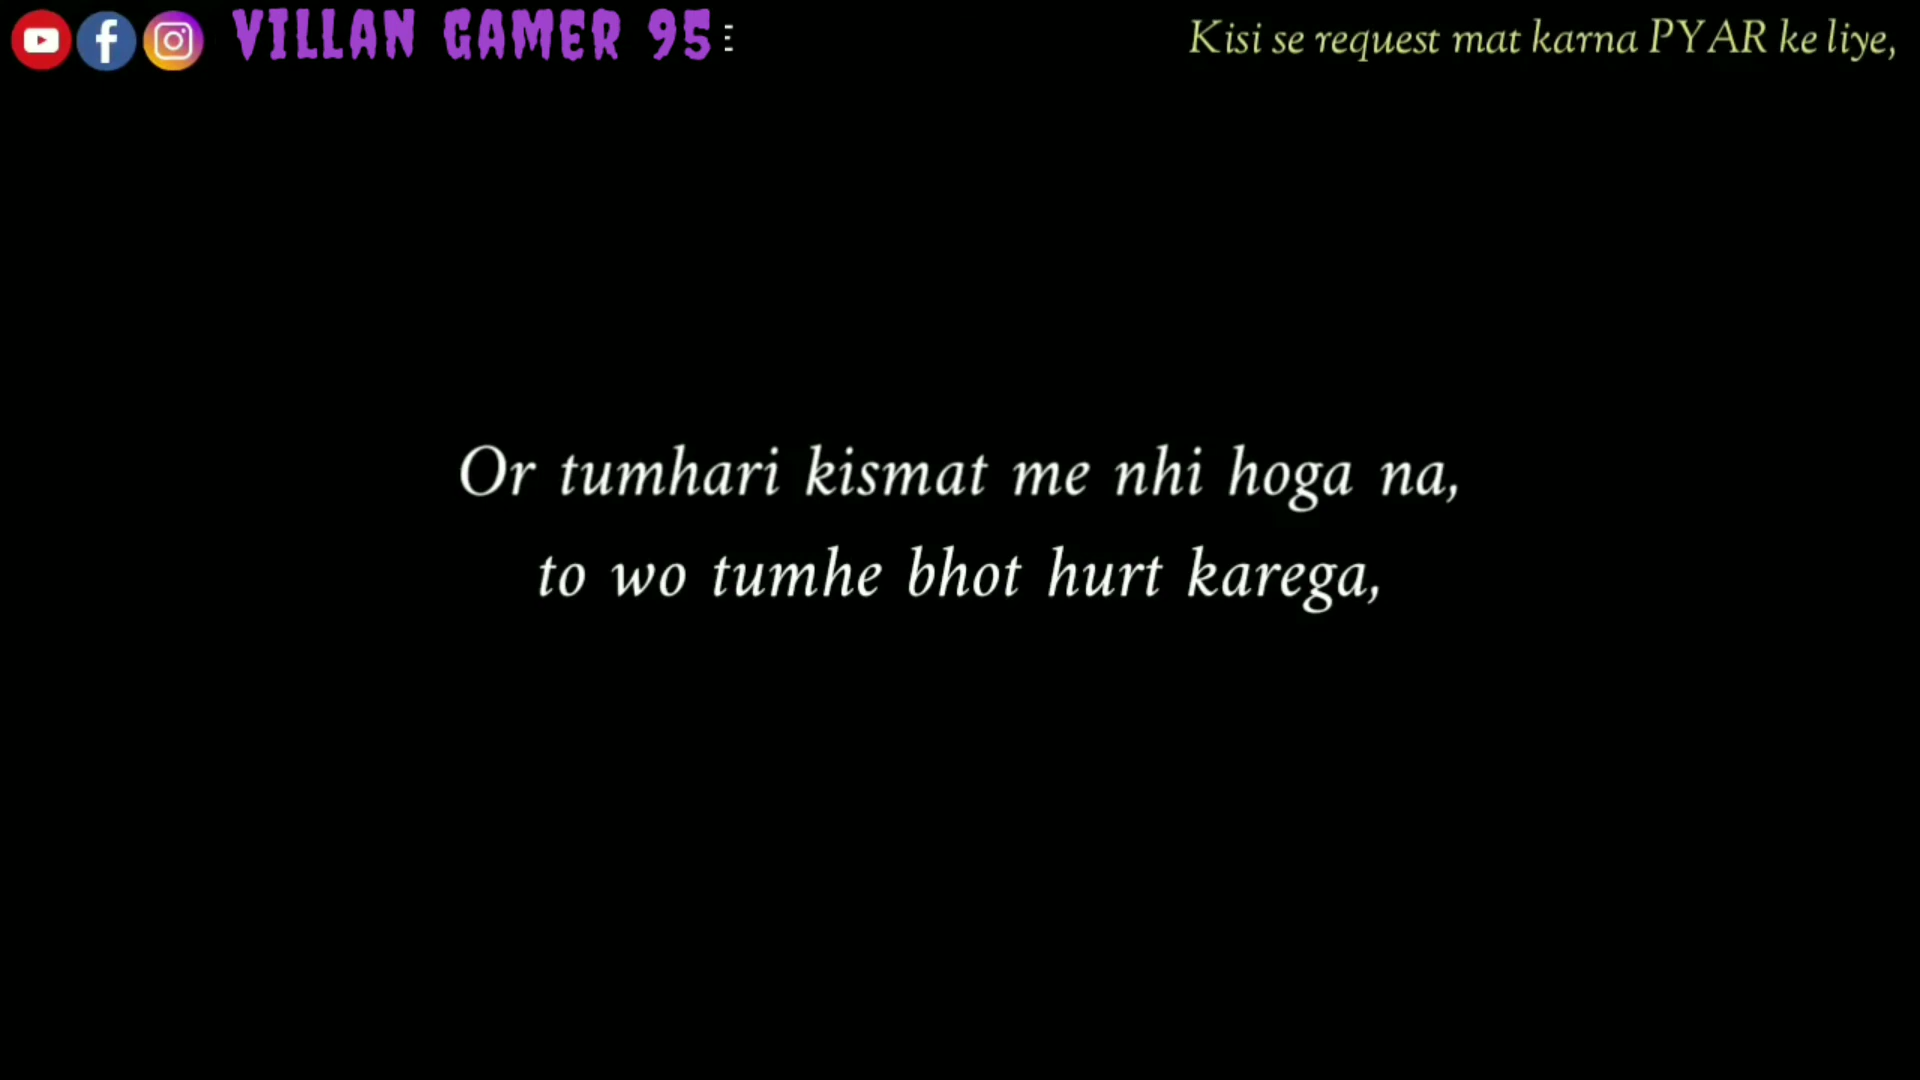 VILLAN GAMER 95
Kisi se request mat karna PYAR ke liye,
Or tumhari kismat me nhi hoga na,
to wo tumhe bhot hurt karega,